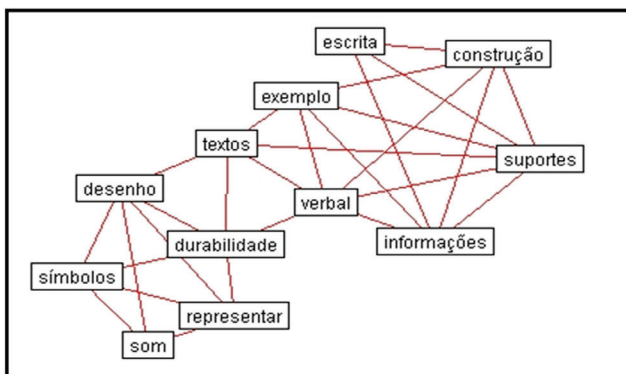 escrita
construção
exemplo
textos
suportes
desenho
verbal
durabilidade
informações
símbolos
representar
som